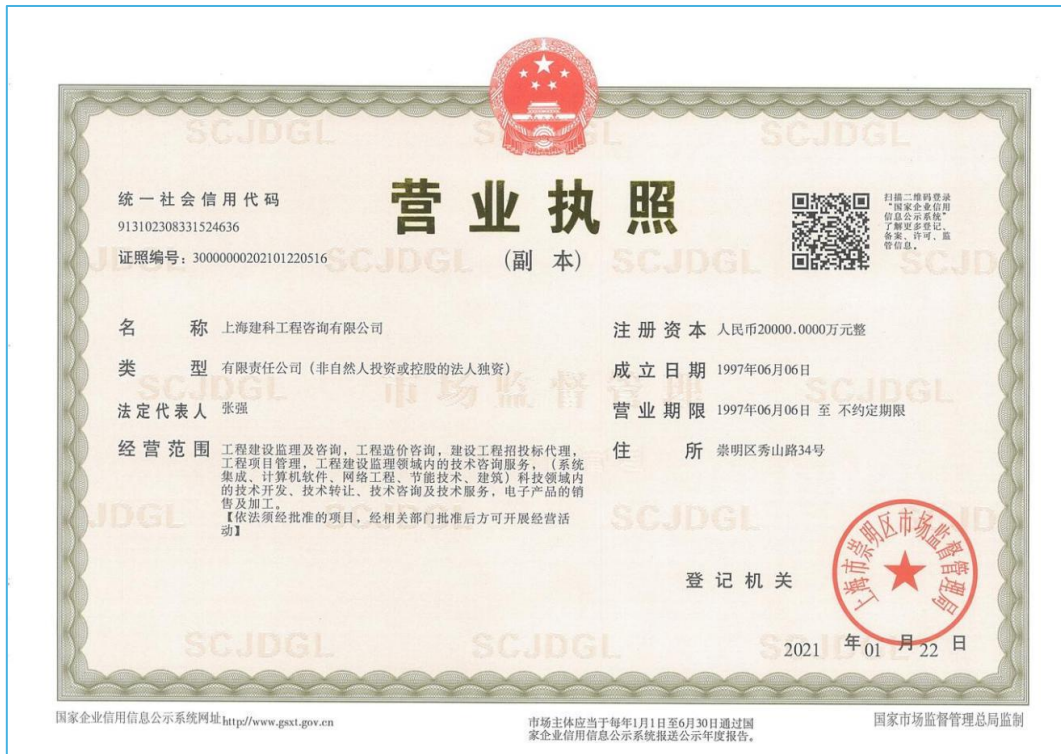 统一社会信用代码
913102308331524636
证照编号：30000000202101220516
营业执照
（副 本）
扫描二维码登录
“国家企业信用
信息公示系统”
了解更多登记、
备案、许可、监
管信息。
名称 上海建科工程咨询有限公司
类型 有限责任公司（非自然人投资或控股的法人独资）
法定代表人 张强
经营范围 工程建设监理及咨询，工程造价咨询，建设工程招投标代理，
工程项目管理，工程建设监理领域内的技术咨询服务，（系统
集成、计算机软件、网络工程、节能技术、建筑）科技领域内
的技术开发、技术转让、技术咨询及技术服务，电子产品的销
售及加工。
【依法须经批准的项目，经相关部门批准后方可开展经营活
动】
注册资本 人民币20000.0000万元整
成立日期 1997年06月06日
营业期限 1997年06月06日 至 不约定期限
住所 崇明区秀山路34号
登记机关
上海市崇明区市场监督管理局
2021 年 01 月 22 日
国家企业信用信息公示系统网址http://www.gsxt.gov.cn
市场主体应当于每年1月1日至6月30日通过国
家企业信用信息公示系统报送公示年度报告。
国家市场监督管理总局监制
SCJDGL
市场监督管理